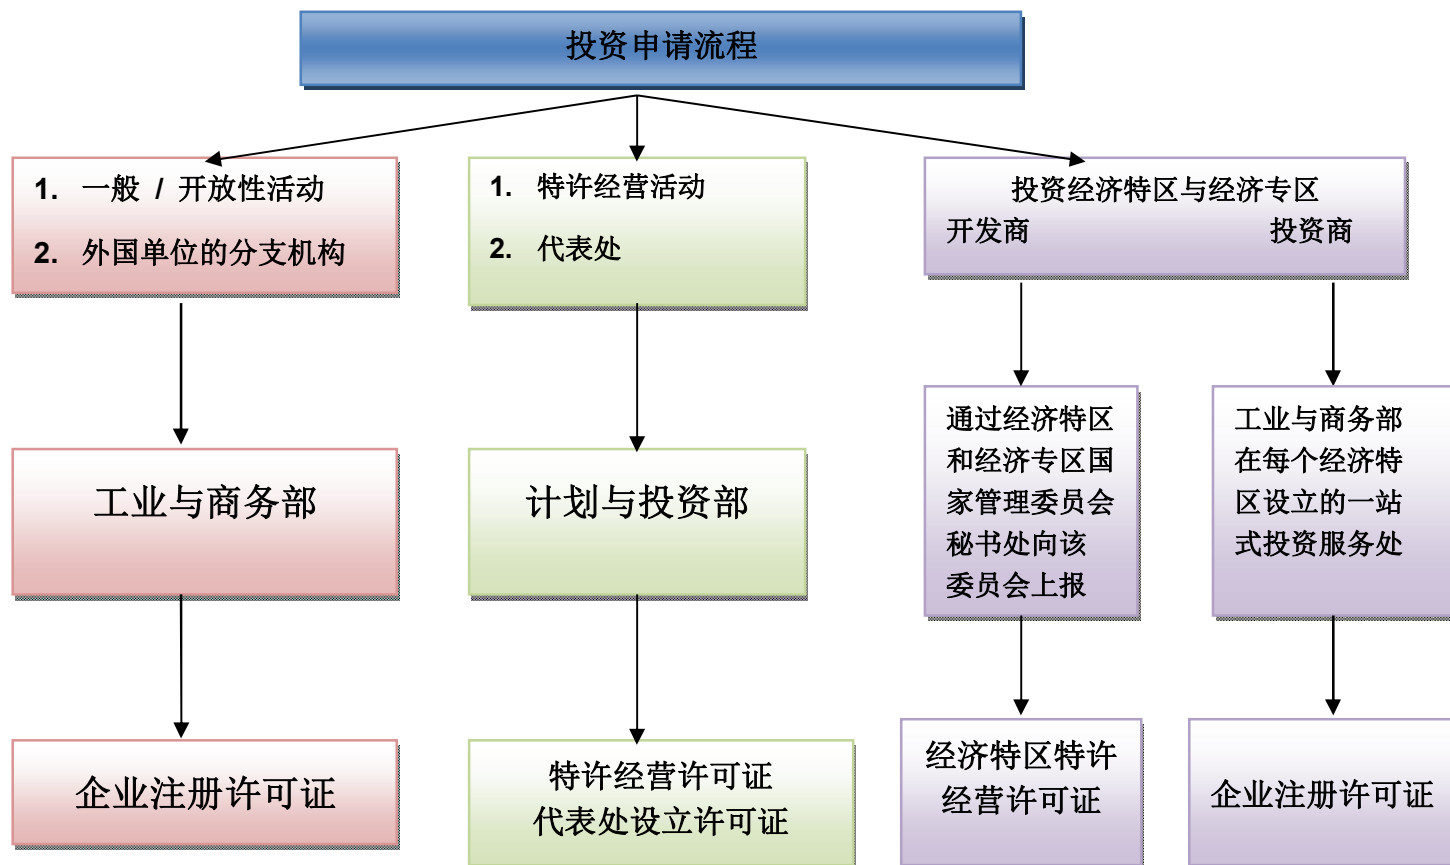 投资申请流程
1. 一般 / 开放性活动
2. 外国单位的分支机构
1. 特许经营活动
2. 代表处
投资经济特区与经济专区
开发商 投资商
工业与商务部
计划与投资部
通过经济特区
和经济专区国
家管理委员会
秘书处向该
委员会上报
工业与商务部
在每个经济特
区设立的一站
式投资服务处
企业注册许可证
特许经营许可证
代表处设立许可证
经济特区特许
经营许可证
企业注册许可证